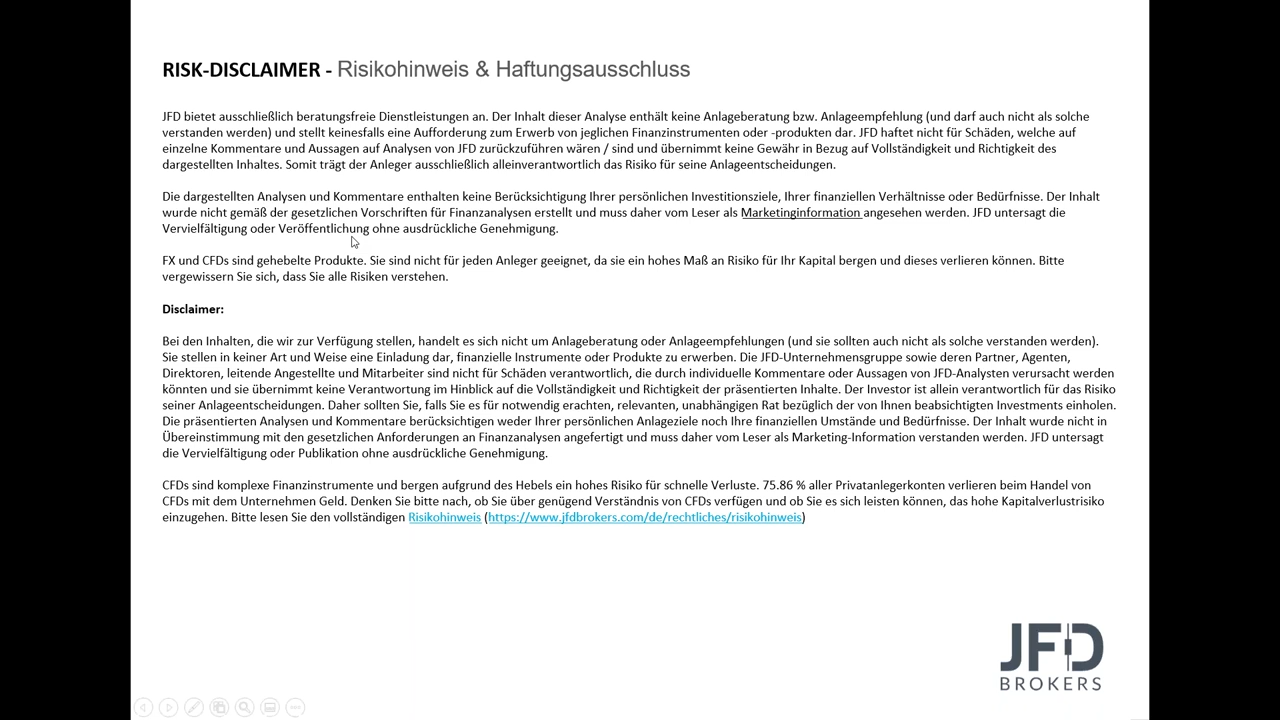 RISK-DISCLAIMER - Risikohinweis & Haftungsausschluss
JFD bietet ausschließlich beratungsfreie Dienstleistungen an. Der Inhalt dieser Analyse enthält keine Anlageberatung bzw. Anlageempfehlung (und darf auch nicht als solche
verstanden werden) und stellt keinesfalls eine Aufforderung zum Erwerb von jeglichen Finanzinstrumenten oder -produkten dar. JFD haftet nicht für Schäden, welche auf
einzelne Kommentare und Aussagen auf Analysen von JFD zurückzuführen wären / sind und übernimmt keine Gewähr in Bezug auf Vollständigkeit und Richtigkeit des
dargestellten Inhaltes. Somit trägt der Anleger ausschließlich alleinverantwortlich das Risiko für seine Anlageentscheidungen.
Die dargestellten Analysen und Kommentare enthalten keine Berücksichtigung Ihrer persönlichen Investitionsziele, Ihrer finanziellen Verhältnisse oder Bedürfnisse. Der Inhalt
wurde nicht gemäß der gesetzlichen Vorschriften für Finanzanalysen erstellt und muss daher vom Leser als Marketinginformation angesehen werden. JFD untersagt die
Vervielfältigung oder Veröffentlichung ohne ausdrückliche Genehmigung.
FX und CFDs sind gehebelte Produkte. Sie sind nicht für jeden Anleger geeignet, da sie ein hohes Maß an Risiko für Ihr Kapital bergen und dieses verlieren können. Bitte
vergewissern Sie sich, dass Sie alle Risiken verstehen.
Disclaimer:
Bei den Inhalten, die wir zur Verfügung stellen, handelt es sich nicht um Anlageberatung oder Anlageempfehlungen (und sie sollten auch nicht als solche verstanden werden).
Sie stellen in keiner Art und Weise eine Einladung dar, finanzielle Instrumente oder Produkte zu erwerben. Die JFD-Unternehmensgruppe sowie deren Partner, Agenten,
Direktoren, leitende Angestellte und Mitarbeiter sind nicht für Schäden verantwortlich, die durch individuelle Kommentare oder Aussagen von JFD-Analysten verursacht werden
könnten und sie übernimmt keine Verantwortung im Hinblick auf die Vollständigkeit und Richtigkeit der präsentierten Inhalte. Der Investor ist allein verantwortlich für das Risiko
seiner Anlageentscheidungen. Daher sollten Sie, falls Sie es für notwendig erachten, relevanten, unabhängigen Rat bezüglich der von Ihnen beabsichtigten Investments einholen.
Die präsentierten Analysen und Kommentare berücksichtigen weder Ihrer persönlichen Anlageziele noch Ihre finanziellen Umstände und Bedürfnisse. Der Inhalt wurde nicht in
Übereinstimmung mit den gesetzlichen Anforderungen an Finanzanalysen angefertigt und muss daher vom Leser als Marketing-Information verstanden werden. JFD untersagt
die Vervielfältigung oder Publikation ohne ausdrückliche Genehmigung.
CFDs sind komplexe Finanzinstrumente und bergen aufgrund des Hebels ein hohes Risiko für schnelle Verluste. 75.86 % aller Privatanlegerkonten verlieren beim Handel von
CFDs mit dem Unternehmen Geld. Denken Sie bitte nach, ob Sie über genügend Verständnis von CFDs verfügen und ob Sie es sich leisten können, das hohe Kapitalverlustrisiko
einzugehen. Bitte lesen Sie den vollständigen Risikohinweis (https://www.jfdbrokers.com/de/rechtliches/risikohinweis)
JFD
BROKERS